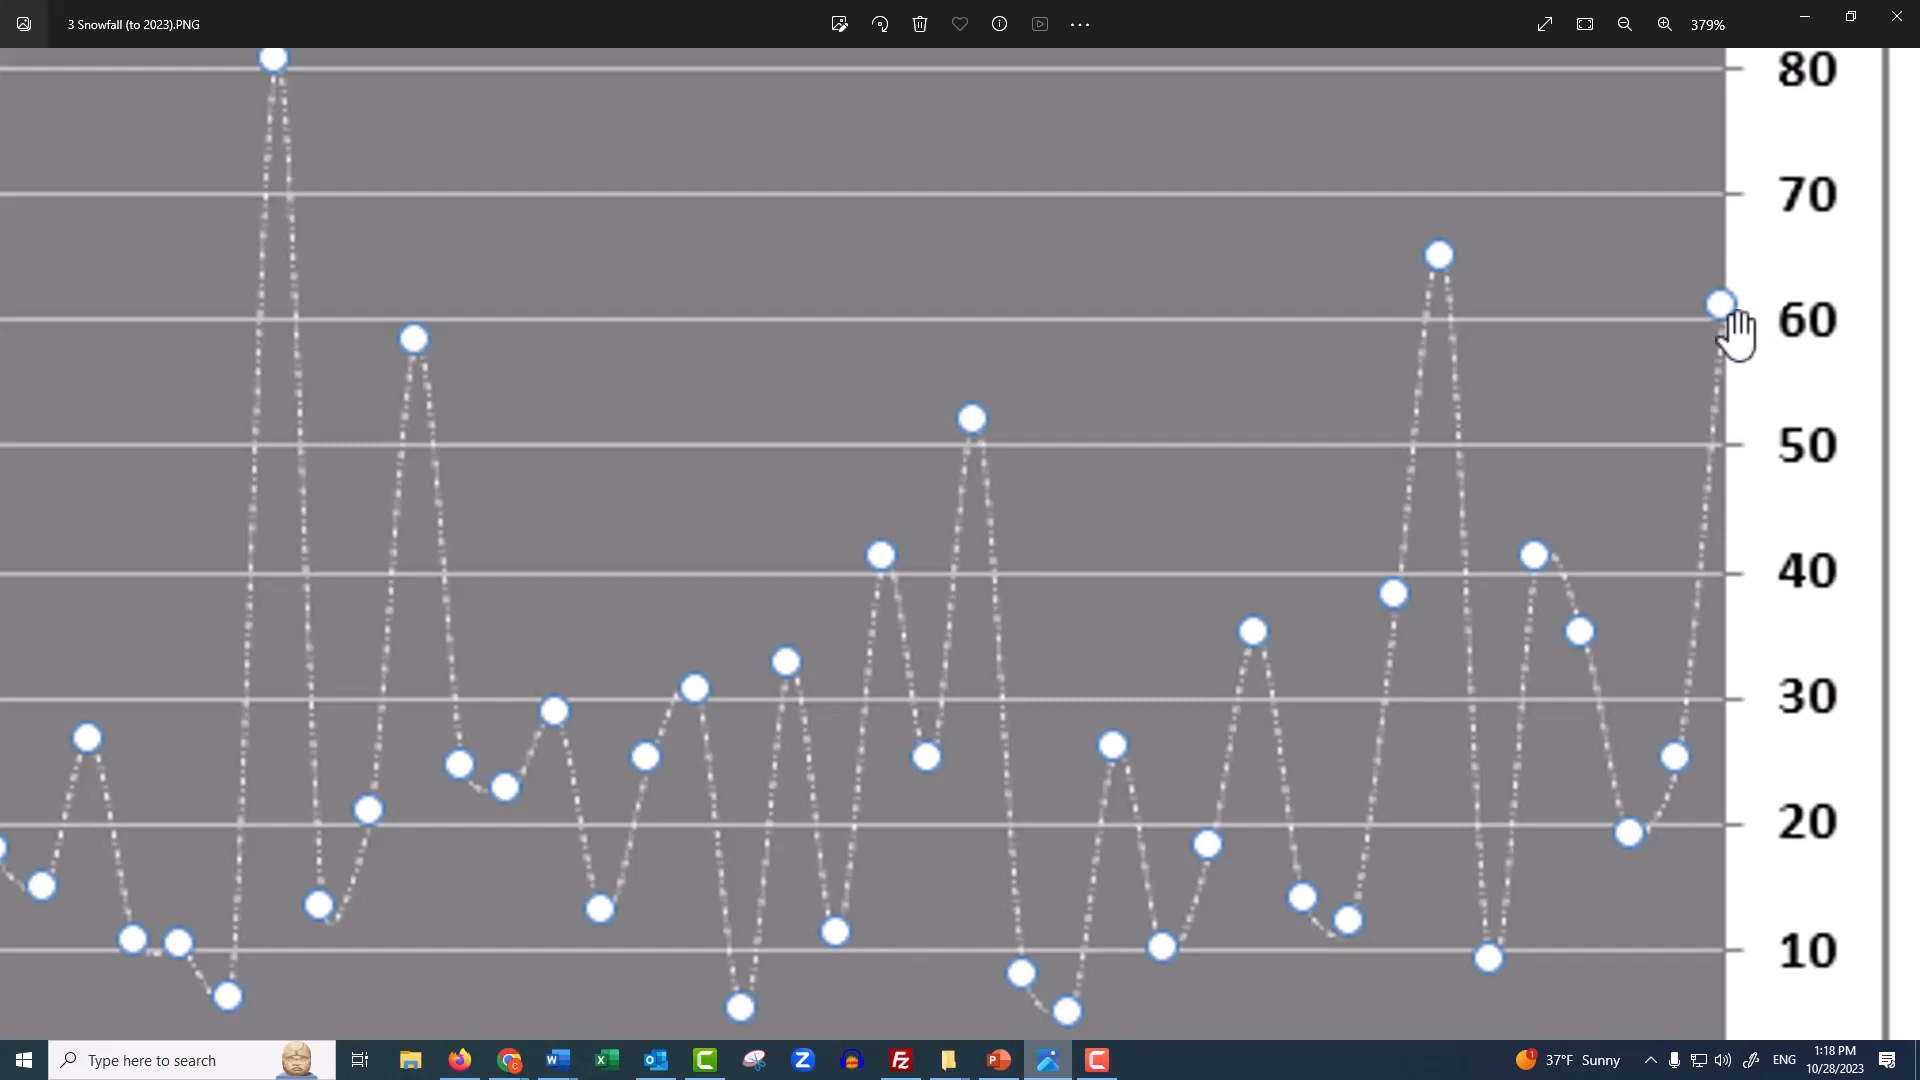 3 Snowfall (to 2023).PNG
379%
80
70
60
50
40
30
20
10
Type here to search
37°F Sunny
ENG
1:18 PM
10/28/2023